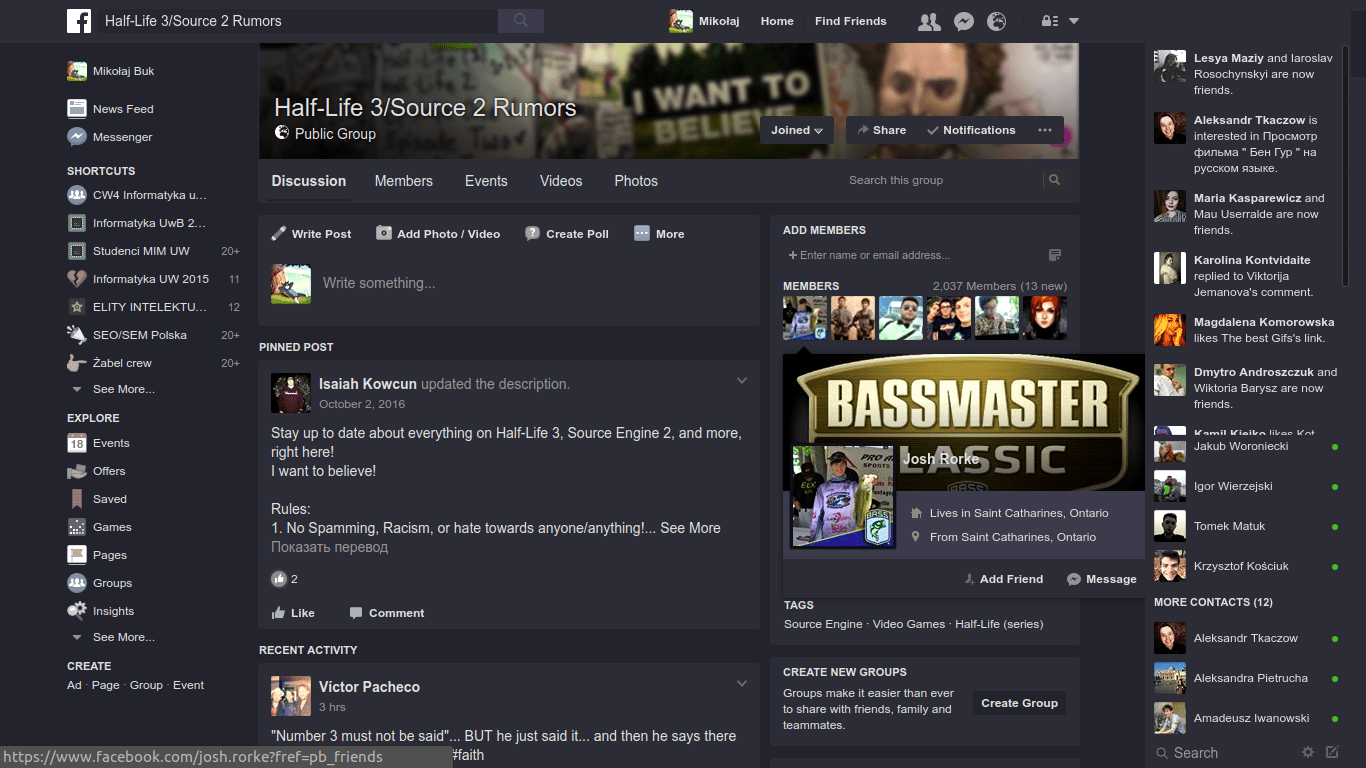 Half-Life 3/Source 2 Rumors
Mikołaj
Home
Find Friends
Mikołaj Buk
News Feed
Messenger
SHORTCUTS
CW4 Informatyka u...
Informatyka UwB 2...
Studenci MIM UW 20+
Informatyka UW 2015 11
ELITY INTELEKTU... 12
SEO/SEM Polska 20+
Żabel crew 20+
See More...
EXPLORE
18 Events
Offers
Saved
Games
Pages
Groups
Insights
See More...
CREATE
Ad · Page · Group · Event
I WANT TO
BELIEVE
Half-Life 3/Source 2 Rumors
Public Group
Joined
Share
Notifications
Discussion
Members
Events
Videos
Photos
Search this group
Write Post
Add Photo / Video
Create Poll
More
Write something...
PINNED POST
Isaiah Kowcun updated the description.
October 2, 2016
Stay up to date about everything on Half-Life 3, Source Engine 2, and more,
right here!
I want to believe!
Rules:
1. No Spamming, Racism, or hate towards anyone/anything!... See More
Показать перевод
2
Like
Comment
RECENT ACTIVITY
Víctor Pacheco
3 hrs
"Number 3 must not be said"... BUT he just said it... and then he says there
#faith
ADD MEMBERS
+ Enter name or email address...
MEMBERS
2,037 Members (13 new)
BASSMASTER
CLASSIC
BASS
Josh Rorke
Lives in Saint Catharines, Ontario
From Saint Catharines, Ontario
Add Friend
Message
TAGS
Source Engine · Video Games · Half-Life (series)
CREATE NEW GROUPS
Groups make it easier than ever
to share with friends, family and
teammates.
Create Group
Lesya Maziy and Iaroslav
Rosochynskyi are now
friends.
Aleksandr Tkaczow is
interested in Просмотр
фильма " Бен Гур " на
русском языке.
Maria Kasparewicz and
Mau Userralde are now
friends.
Karolina Kontvidaite
replied to Viktorija
Jemanova's comment.
Magdalena Komorowska
likes The best Gifs's link.
Dmytro Androszczuk and
Wiktoria Barysz are now
friends.
Kamil Kiejko likes Kot
Jakub Woroniecki
Igor Wierzejski
Tomek Matuk
Krzysztof Kościuk
MORE CONTACTS (12)
Aleksandr Tkaczow
Aleksandra Pietrucha
Amadeusz Iwanowski
Search
https://www.facebook.com/josh.rorke?fref=pb_friends